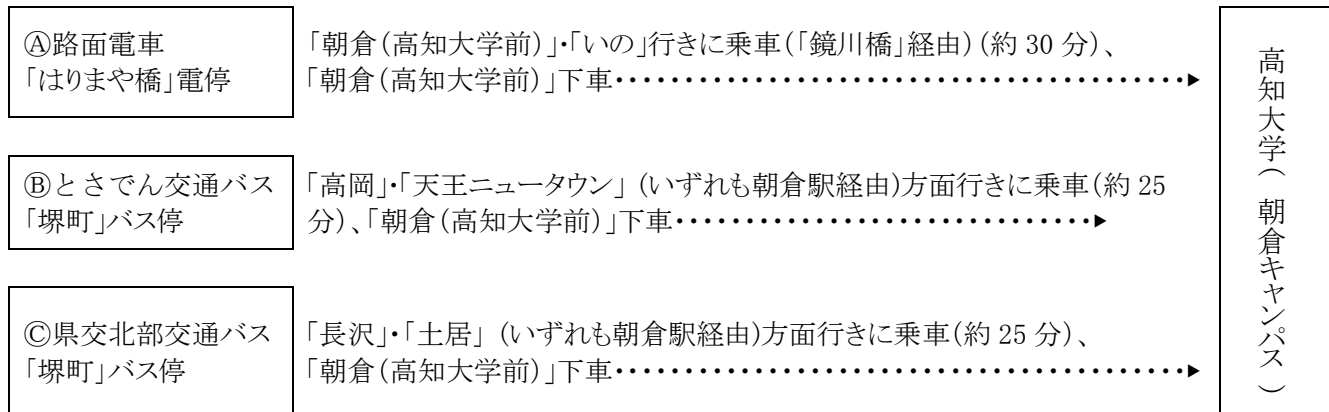 Ⓐ路面電車
「はりまや橋」電停
「朝倉(高知大学前)」・「いの」行きに乗車(「鏡川橋」経由) (約 30 分)、
「朝倉(高知大学前)」下車・・・・・・・・・・・・・・・・・・・・・・・・・・・・・・・・・・・・・・・・・▶
Ⓑとさでん交通バス
「堺町」バス停
「高岡」・「天王ニュータウン」 (いずれも朝倉駅経由)方面行きに乗車(約 25
分)、「朝倉(高知大学前)」下車・・・・・・・・・・・・・・・・・・・・・・・・・・・・・・▶
Ⓒ県交北部交通バス
「堺町」バス停
「長沢」・「土居」 (いずれも朝倉駅経由)方面行きに乗車(約 25 分)、
「朝倉(高知大学前)」下車・・・・・・・・・・・・・・・・・・・・・・・・・・・・・・・・・・・・・・・・・▶
高知大学(朝倉キャンパス)